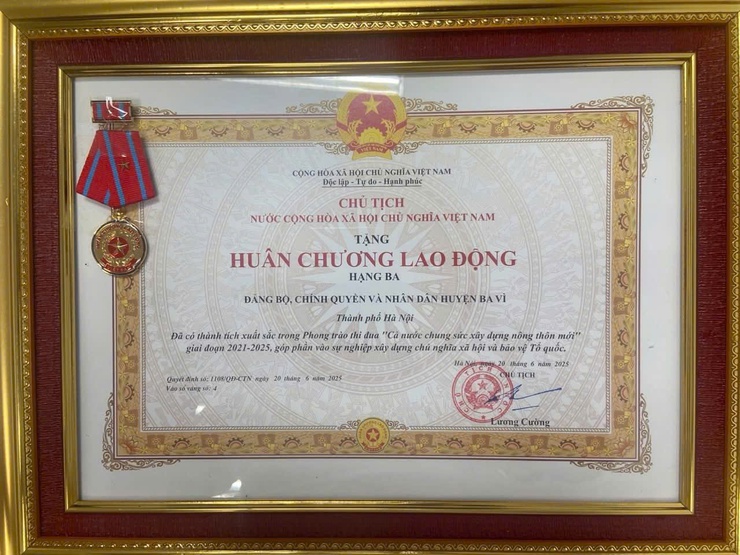 CỘNG HÒA XÃ HỘI CHỦ NGHĨA VIỆT NAM
Độc lập - Tự do - Hạnh phúc
CHỦ TỊCH
NƯỚC CỘNG HÒA XÃ HỘI CHỦ NGHĨA VIỆT NAM
TẶNG
HUÂN CHƯƠNG LAO ĐỘNG
HẠNG BA
ĐẢNG BỘ, CHÍNH QUYỀN VÀ NHÂN DÂN HUYỆN BA VÌ
Thành phố Hà Nội
Đã có thành tích xuất sắc trong Phong trào thi đua "Cả nước chung sức xây dựng nông thôn mới"
giai đoạn 2021-2025, góp phần vào sự nghiệp xây dựng chủ nghĩa xã hội và bảo vệ Tổ quốc.
Hà Nội, ngày 20 tháng 6 năm 2025
Quyết định số: 1108/QĐ-CTN ngày 20 tháng 6 năm 2025
Vào sổ vàng số: 4
CHỦ TỊCH
Lương Cường